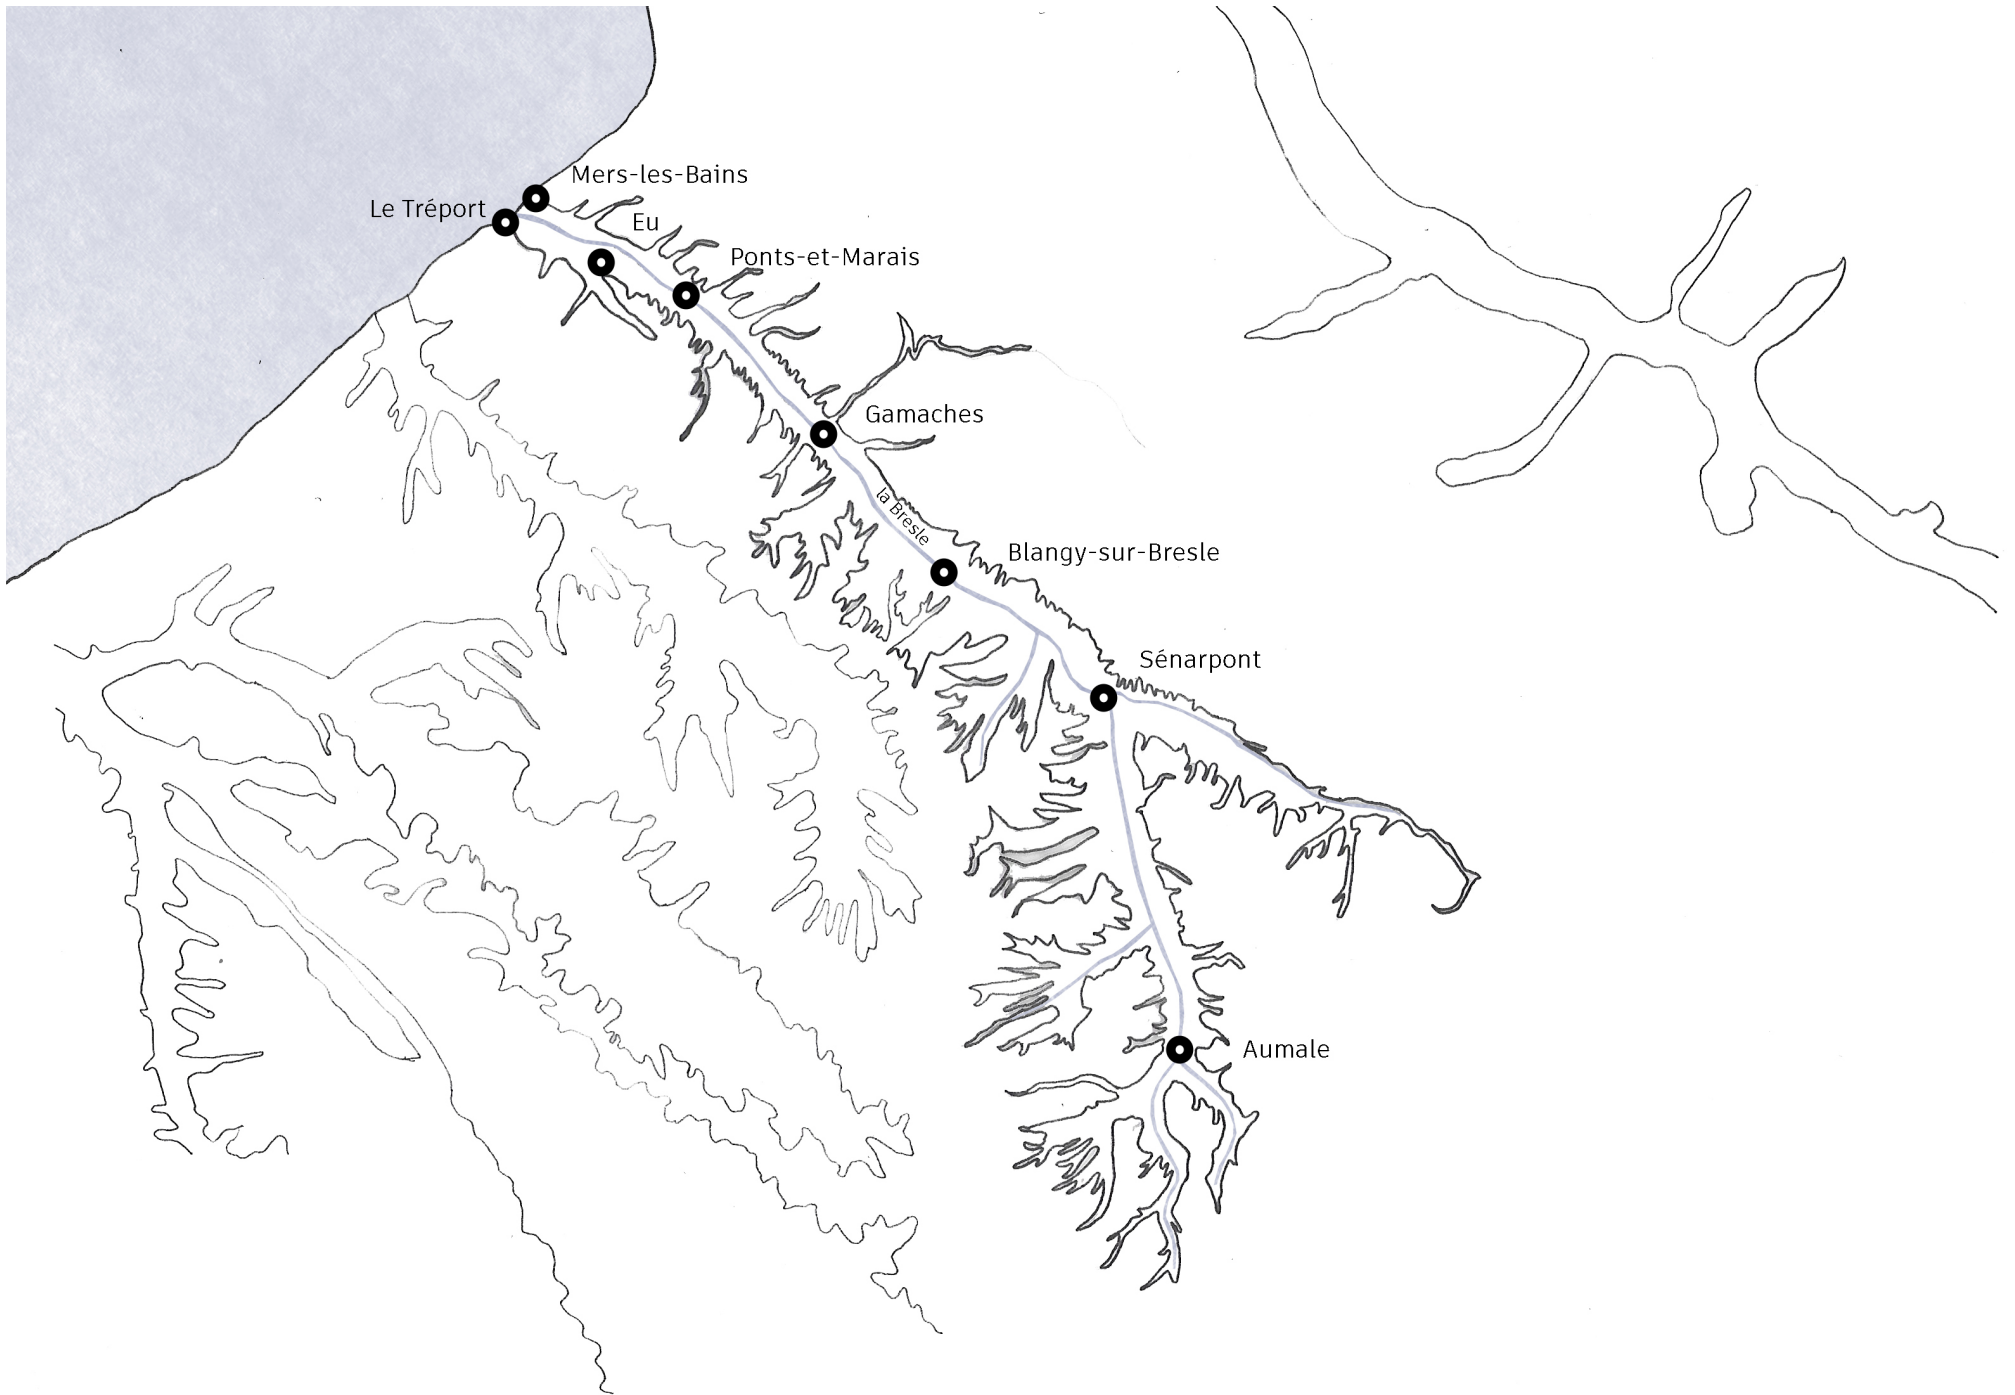 Mers-les-Bains
Le Tréport
Eu
Ponts-et-Marais
Gamaches
la Bresle
Blangy-sur-Bresle
Sénarpont
Aumale